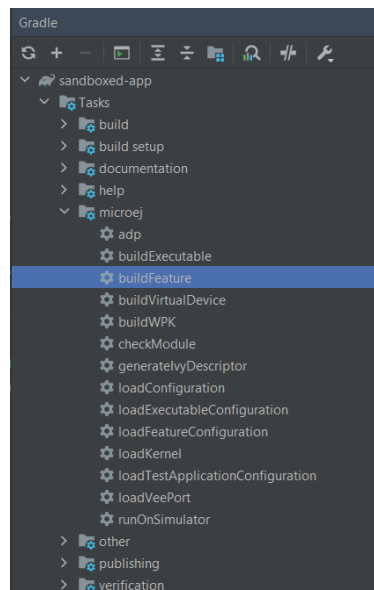 Gradle
sandboxed-app
Tasks
build
build setup
documentation
help
microej
adp
buildExecutable
buildFeature
buildVirtualDevice
buildWPK
checkModule
generateIvyDescriptor
loadConfiguration
loadExecutableConfiguration
loadFeatureConfiguration
loadKernel
loadTestApplicationConfiguration
loadVeePort
runOnSimulator
other
publishing
verification